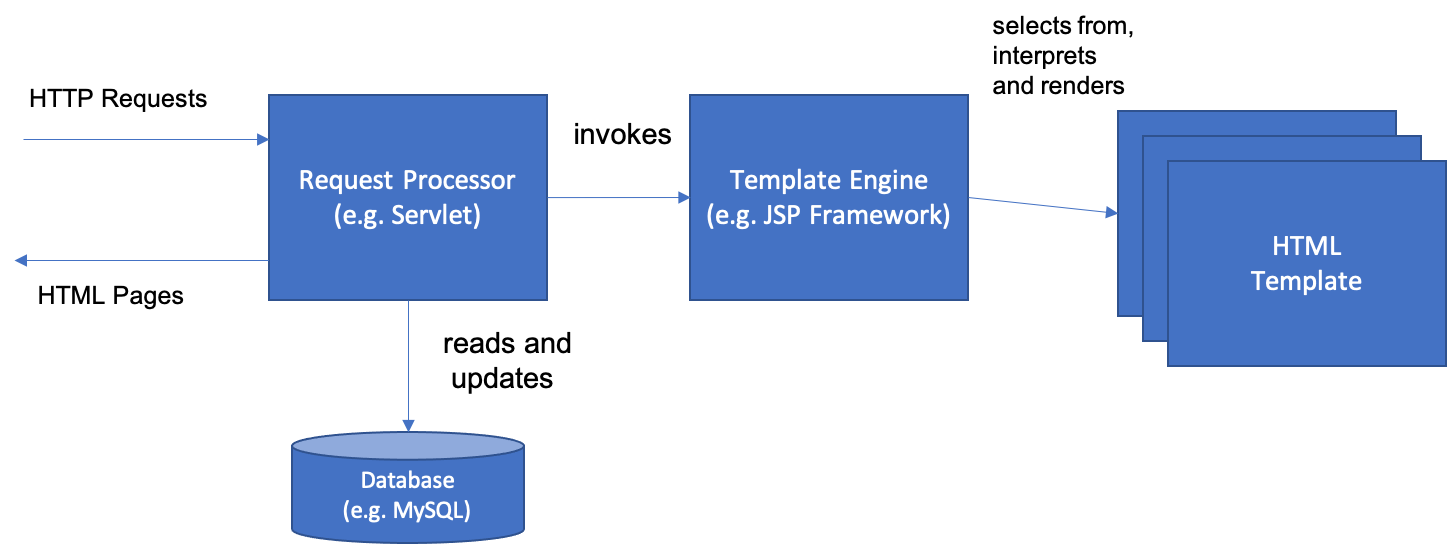 selects from,
interprets
and renders
HTTP Requests
invokes
Request Processor
(e.g. Servlet)
Template Engine
(e.g. JSP Framework)
HTML
Template
HTML Pages
reads and
updates
Database
(e.g. MySQL)